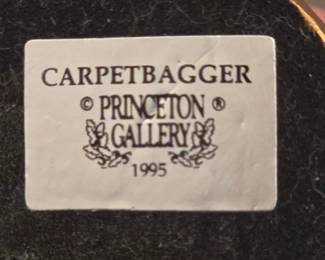 CARPETBAGGER
© PRINCETON ®
GALLERY
1995